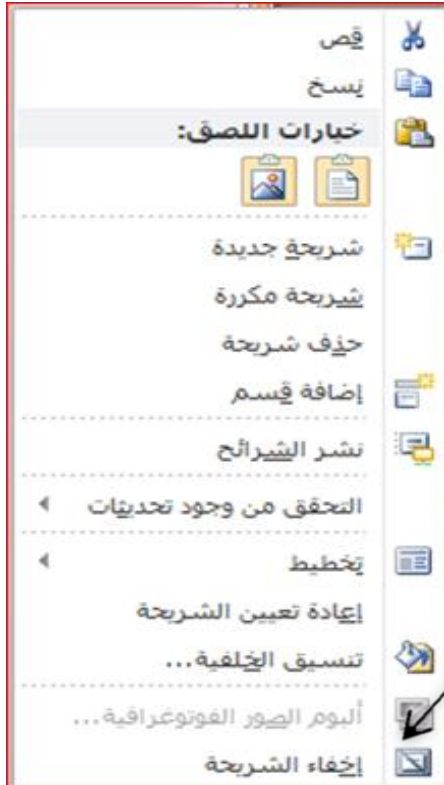 قص
نسخ
خيارات اللصق:
شريحة جديدة
شريحة مكررة
حذف شريحة
إضافة قسم
نشر الشرائح
التحقق من وجود تحديثات
تخطيط
إعادة تعيين الشريحة
تنسيق الخلفية...
ألبوم الصور الفوتوغرافية...
إخفاء الشريحة